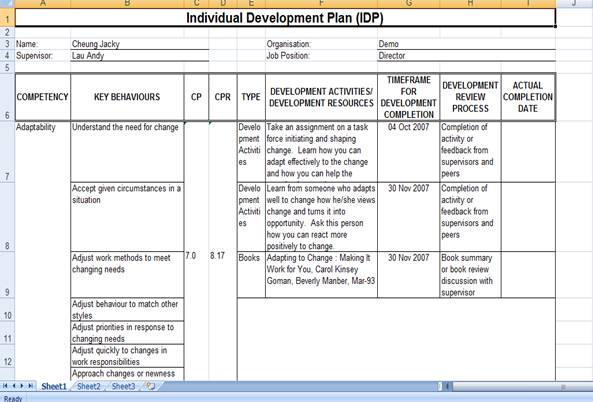 A B C D E F G H I J
1 Individual Development Plan (IDP)
2
3 Name: Cheung Jacky Organisation: Demo
4 Supervisor: Lau Andy Job Position: Director
5
TIMEFRAME
FOR
DEVELOPMENT
COMPLETION
COMPETENCY KEY BEHAVIOURS CP CPR TYPE
DEVELOPMENT ACTIVITIES/
DEVELOPMENT RESOURCES
DEVELOPMENT
REVIEW
PROCESS
ACTUAL
COMPLETION
DATE
6
Adaptability Understand the need for change
Develo
pment
Activiti
es
Take an assignment on a task
force initiating and shaping
change. Learn how you can
adapt effectively to the change
and how you can help the
04 Oct 2007
Completion of
activity or
feedback from
supervisors and
peers
7
Accept given circumstances in a
situation
Develo
pment
Activiti
es
Learn from someone who adapts
well to change how he/she views
change and turns it into
opportunity. Ask this person
how you can react more
positively to change.
30 Nov 2007
Completion of
activity or
feedback from
supervisors and
peers
8
Adjust work methods to meet
changing needs
7.0 8.17
Books
Adapting to Change : Making It
Work for You, Carol Kinsey
Goman, Beverly Manber, Mar-93
30 Nov 2007
Book summary
or book review
discussion with
supervisor
9
Adjust behaviour to match other
styles
10
Adjust priorities in response to
changing needs
11
Adjust quickly to changes in
work responsibilities
12
Approach changes or newness
Sheet1 Sheet2 Sheet3
Ready